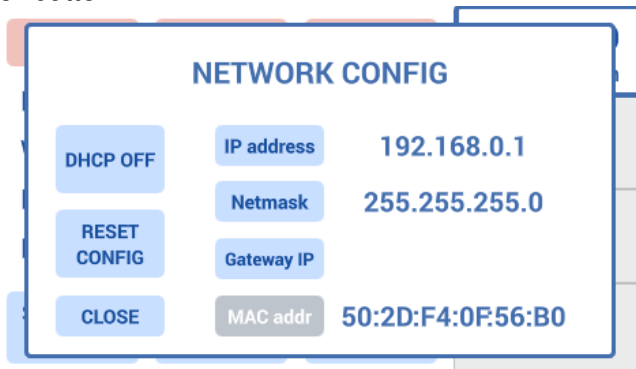 NETWORK CONFIG
DHCP OFF
IP address 192.168.0.1
Netmask 255.255.255.0
RESET
CONFIG
Gateway IP
CLOSE
MAC addr 50:2D:F4:0F:56:B0